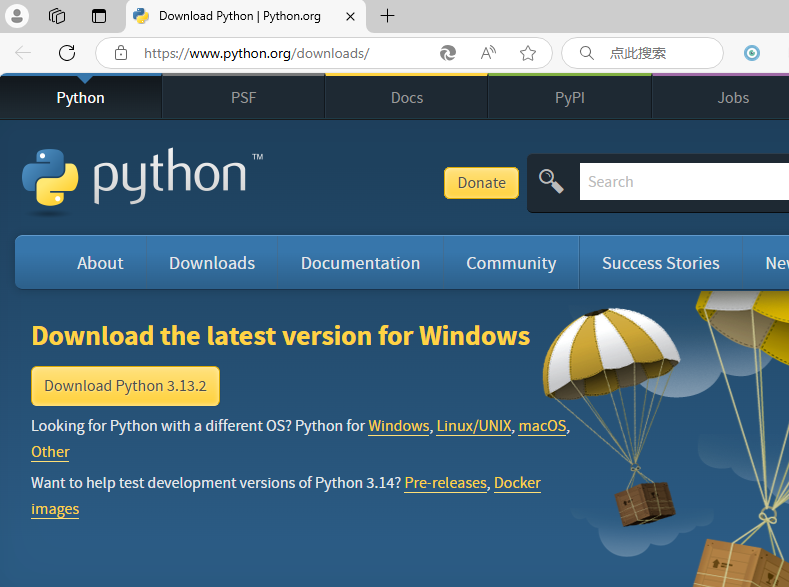 Download Python | Python.org
https://www.python.org/downloads/
点此搜索
Python PSF Docs PyPI Jobs
python™
Donate
Search
About Downloads Documentation Community Success Stories
Download the latest version for Windows
Download Python 3.13.2
Looking for Python with a different OS? Python for Windows, Linux/UNIX, macOS,
Other
Want to help test development versions of Python 3.14? Pre-releases, Docker
images